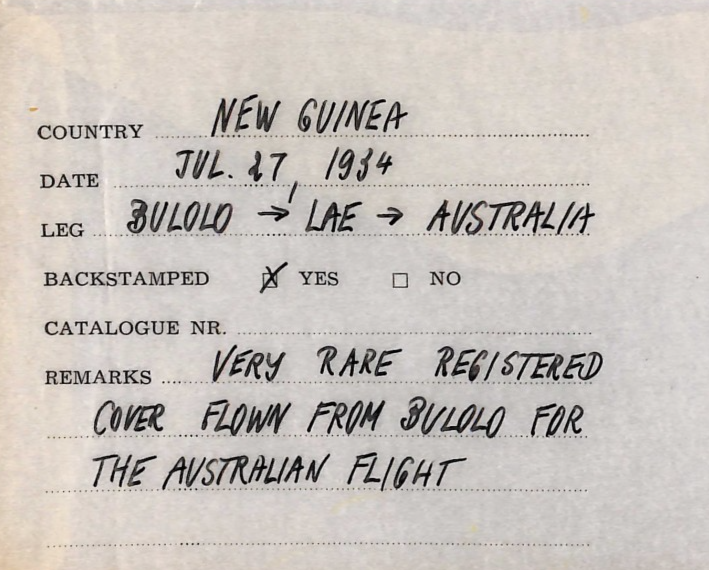 COUNTRY NEW GUINEA
DATE JUL. 27, 1934
LEG BULOLO → LAE → AUSTRALIA
BACKSTAMPED ☒ YES ☐ NO
CATALOGUE NR.
REMARKS VERY RARE REGISTERED
COVER FLOWN FROM BULOLO FOR
THE AUSTRALIAN FLIGHT